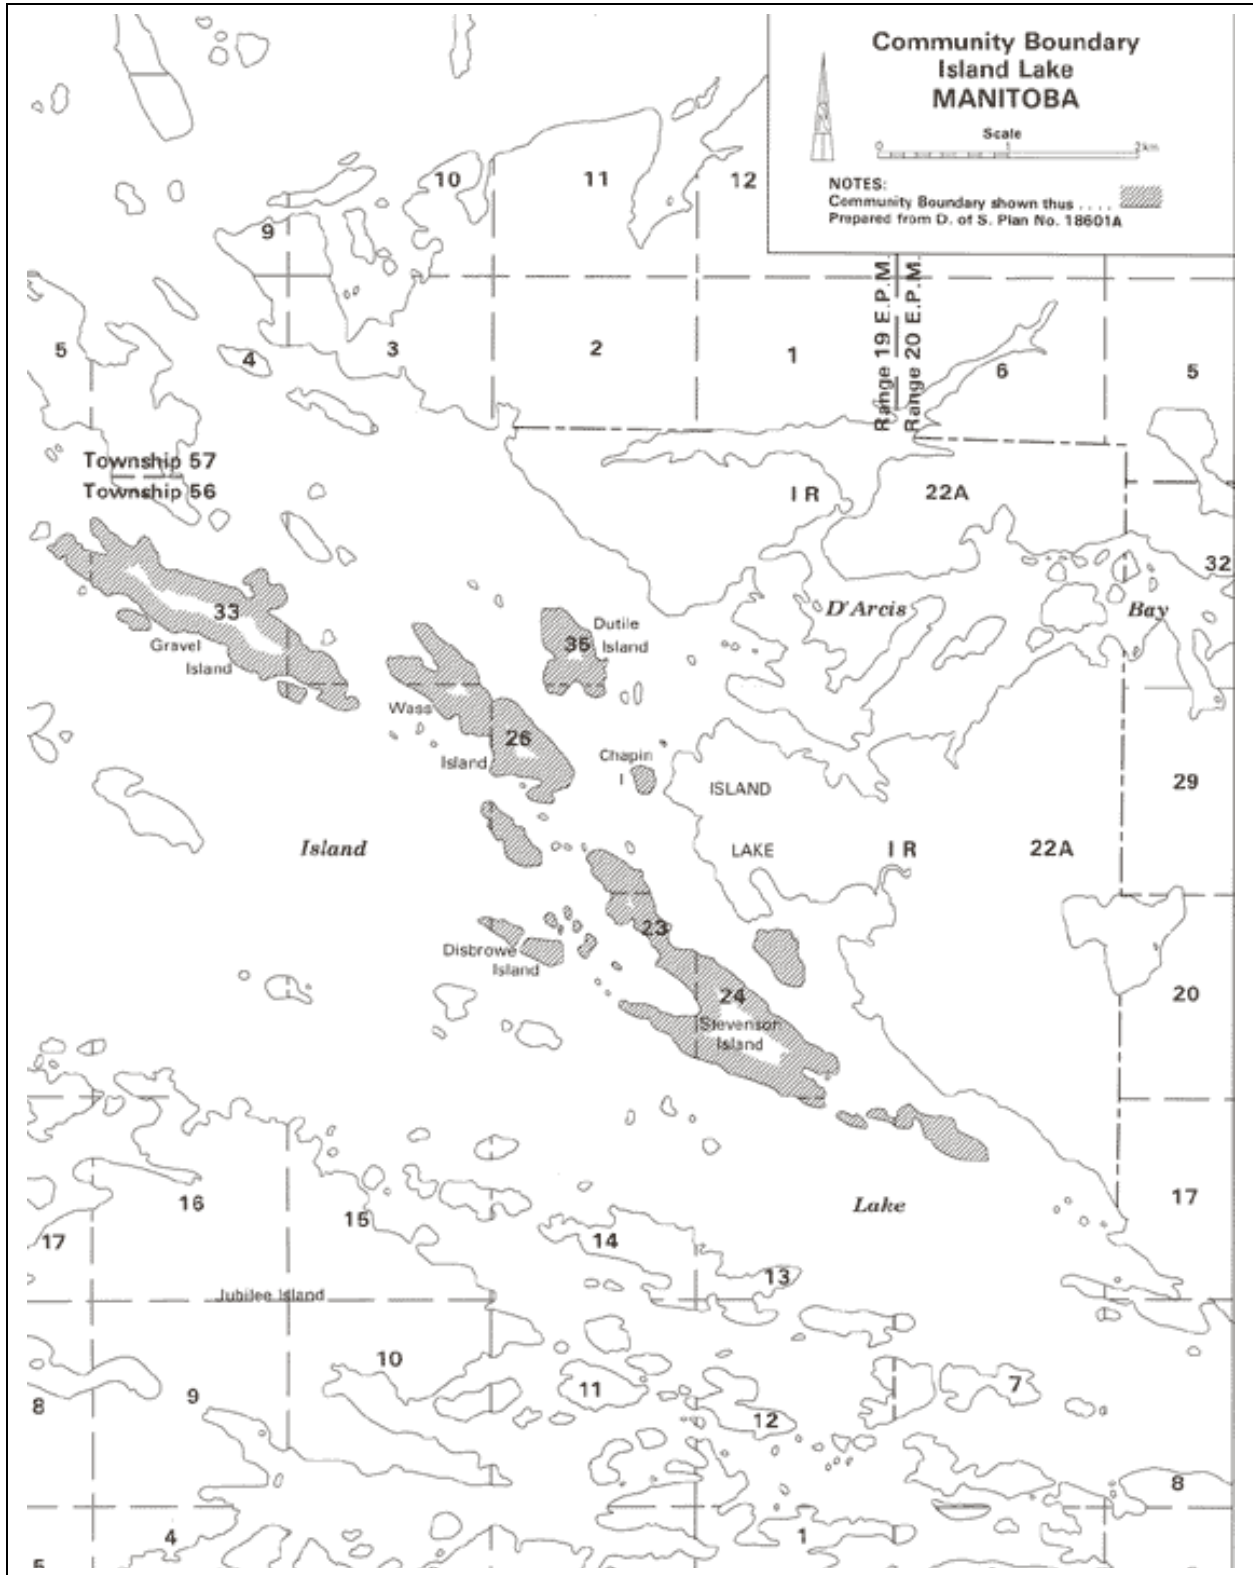 Community Boundary
Island Lake
MANITOBA
Scale
0 1 2km
NOTES:
Community Boundary shown thus . . . .
Prepared from D. of S. Plan No. 18601A
10
11
12
9
Range 19 E.P.M.
Range 20 E.P.M.
5
4
3
2
1
6
5
Township 57
Township 56
I R
22A
32
33
Gravel
Island
35
Dutile
Island
D'Arcis
Bay
Wass
Island
26
Chapin
I
ISLAND
LAKE
29
Island
I R
22A
23
Disbrowe
Island
24
Stevenson
Island
20
16
15
17
14
13
Lake
17
Jubilee Island
10
9
8
11
12
7
8
4
1
5